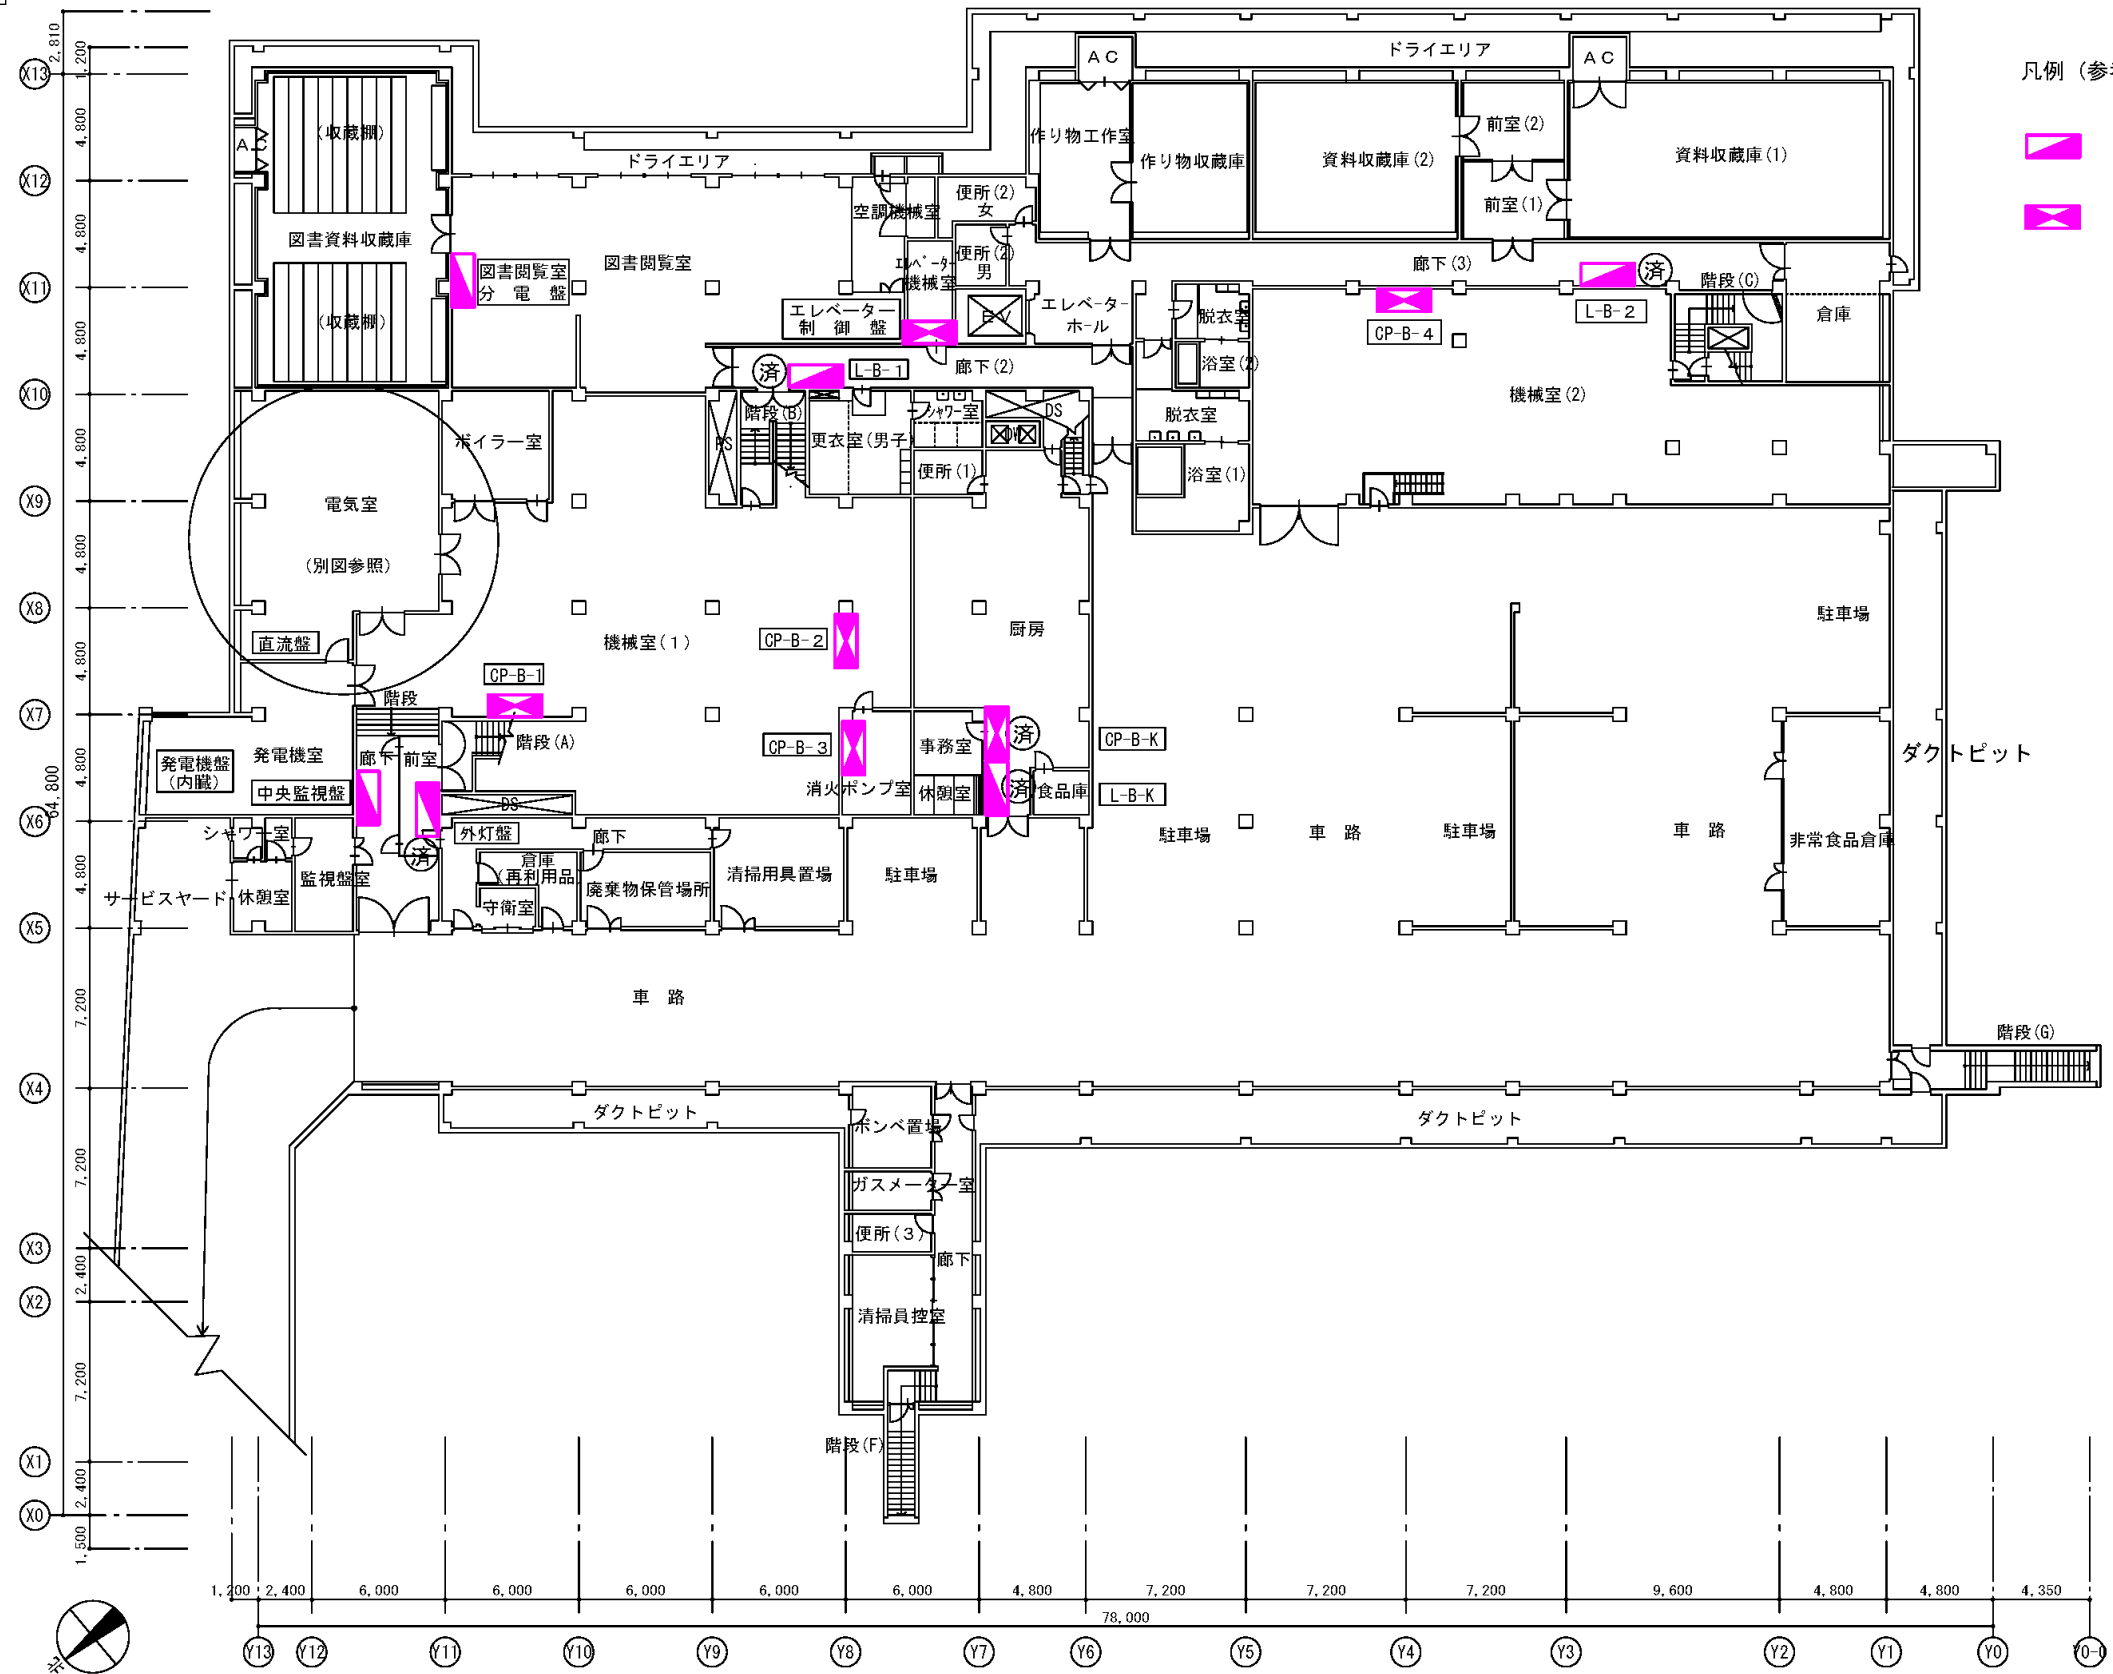 ドライエリア
凡例（参
AC
AC
(収蔵棚)
AC
作り物工作室
作り物収蔵庫
資料収蔵庫(2)
前室(2)
資料収蔵庫(1)
ドライエリア
便所(2)
女
空調機械室
前室(1)
図書資料収蔵庫
図書閲覧室
分電盤
図書閲覧室
エレベーター
機械室
便所(2)
男
廊下(3)
済
階段(C)
エレベーター
制御盤
EV
エレベーター
ホール
脱衣室
L-B-2
倉庫
(収蔵棚)
CP-B-4
済
L-B-1
廊下(2)
浴室(2)
機械室(2)
ボイラー室
PS
階段(B)
更衣室(男子)
シャワー室
DS
脱衣室
DW
便所(1)
浴室(1)
電気室
(別図参照)
駐車場
直流盤
機械室(1)
CP-B-2
厨房
CP-B-1
階段
階段(A)
CP-B-3
事務室
済
CP-B-K
ダクトピット
発電機室
発電機盤
(内臓)
廊下
前室
中央監視盤
DS
消火ポンプ室
休憩室
済
食品庫
L-B-K
シャワー室
済
外灯盤
廊下
駐車場
車路
駐車場
車路
非常食品倉庫
サービスヤード
休憩室
監視盤室
倉庫
(再利用品
守衛室
廃棄物保管場所
清掃用具置場
駐車場
車路
階段(G)
ダクトピット
ボンベ置場
ダクトピット
ガスメーター室
便所(3)
廊下
清掃員控室
階段(F)
X13
X12
X11
X10
X9
X8
X7
X6
X5
X4
X3
X2
X1
X0
2,810
1,200
4,800
4,800
4,800
4,800
4,800
4,800
4,800
4,800
64,800
7,200
7,200
2,400
7,200
2,400
1,500
1,200
2,400
6,000
6,000
6,000
6,000
6,000
4,800
7,200
7,200
7,200
9,600
4,800
4,800
4,350
78,000
Y13
Y12
Y11
Y10
Y9
Y8
Y7
Y6
Y5
Y4
Y3
Y2
Y1
Y0
北